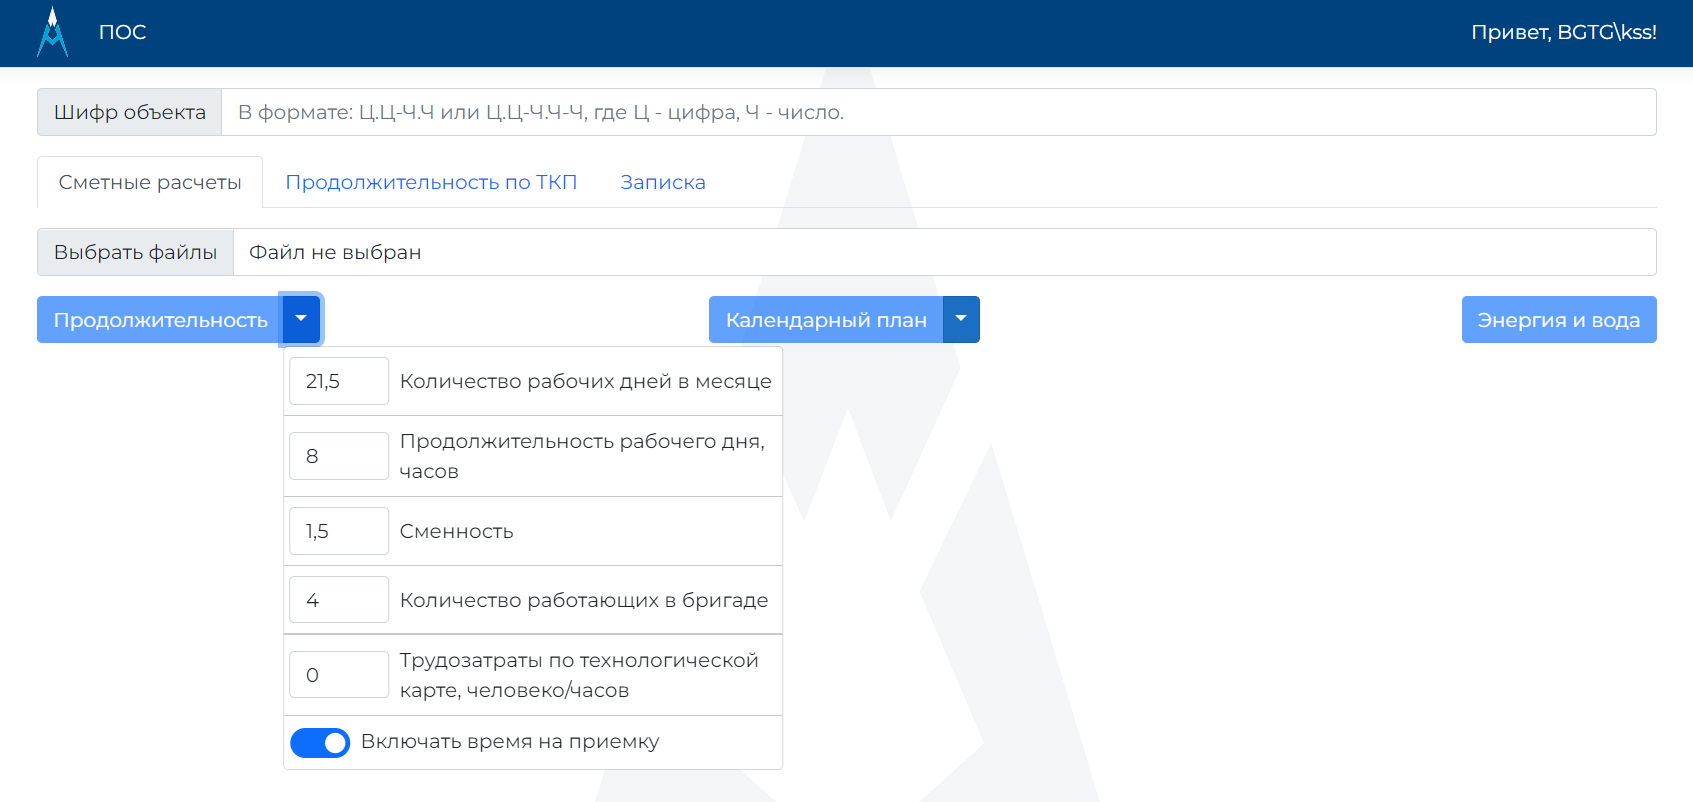 ПОС
Привет, BGTG\kss!
Шифр объекта
В формате: Ц.Ц-Ч.Ч или Ц.Ц-Ч.Ч-Ч, где Ц - цифра, Ч - число.
Сметные расчеты
Продолжительность по ТКП
Записка
Выбрать файлы
Файл не выбран
Продолжительность
Календарный план
Энергия и вода
21,5 Количество рабочих дней в месяце
8 Продолжительность рабочего дня,
часов
1,5 Сменность
4 Количество работающих в бригаде
0 Трудозатраты по технологической
карте, человеко/часов
Включать время на приемку